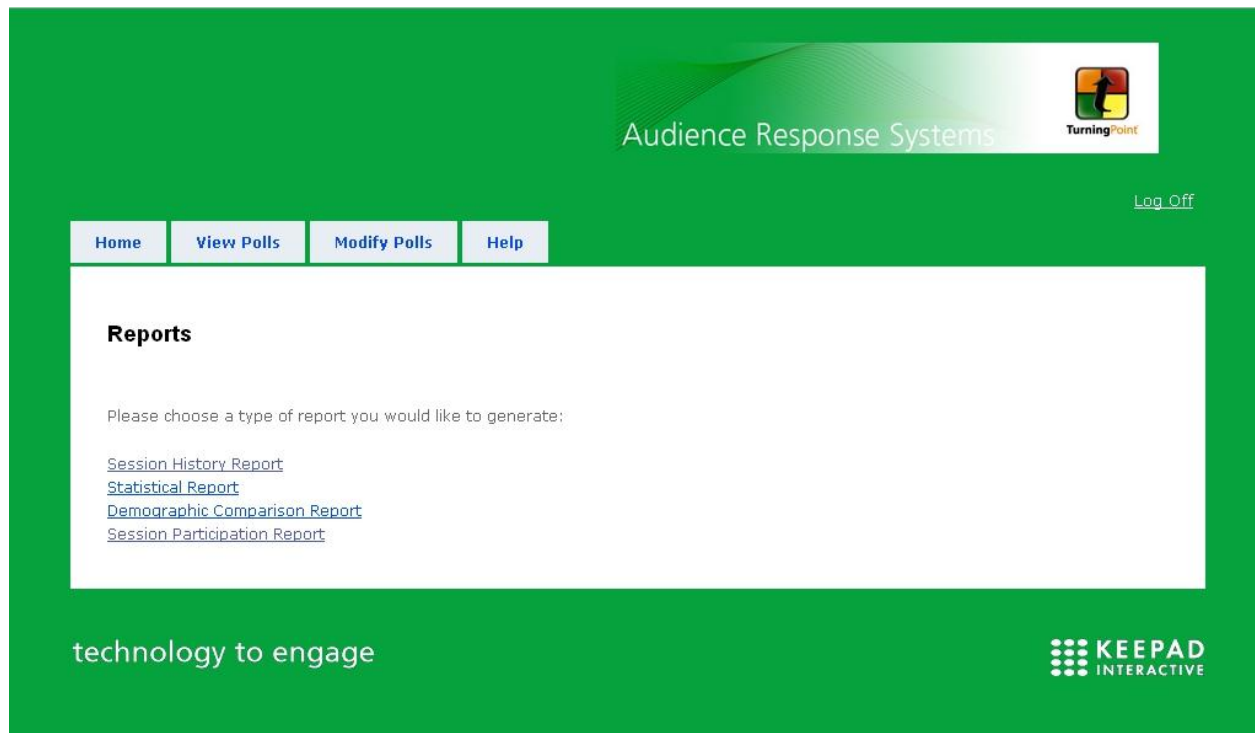 Audience Response Systems
TurningPoint
Log Off
Home View Polls Modify Polls Help
Reports
Please choose a type of report you would like to generate:
Session History Report
Statistical Report
Demographic Comparison Report
Session Participation Report
technology to engage
KEEPAD
INTERACTIVE